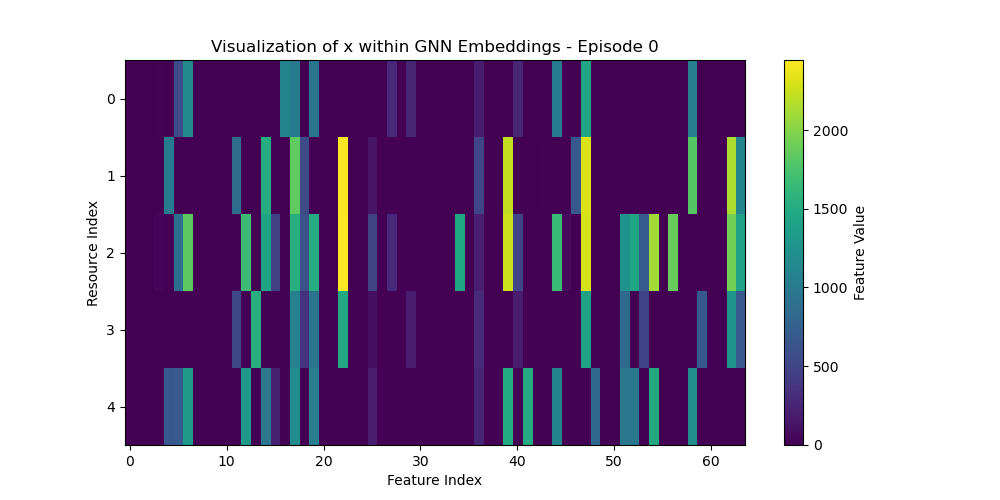 Visualization of x within GNN Embeddings - Episode 0
0
1
2
3
4
Resource Index
0 10 20 30 40 50 60
Feature Index
2000
1500
1000
500
0
Feature Value